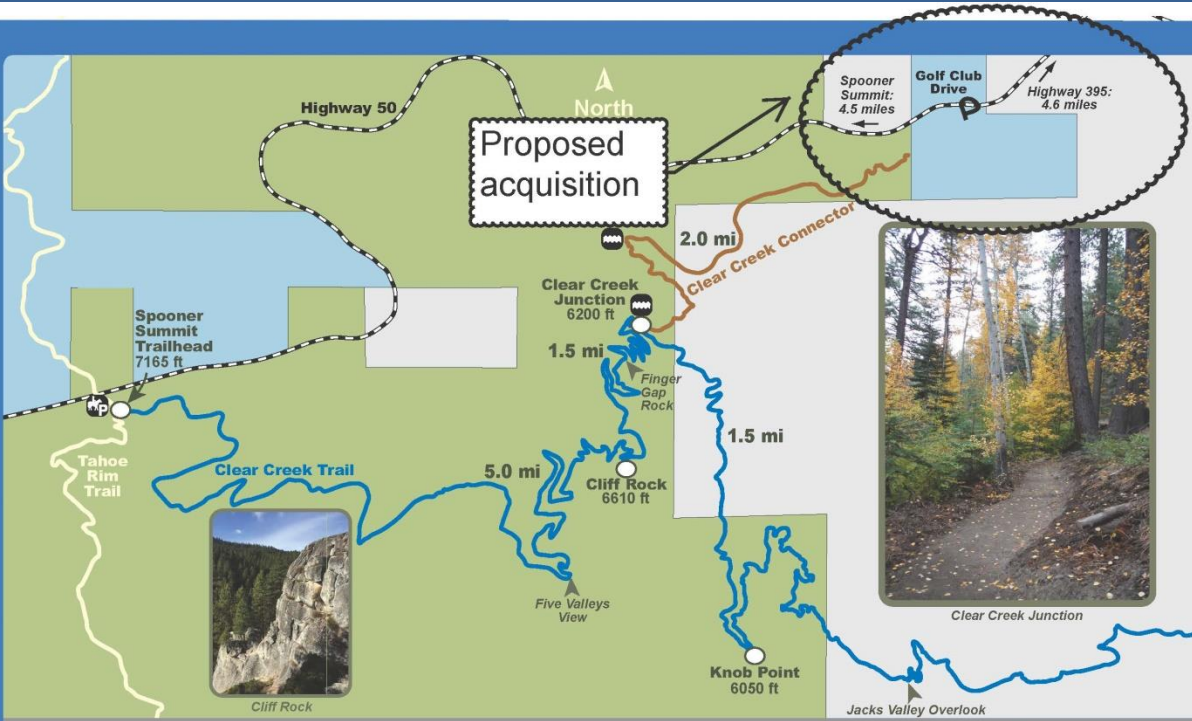 Highway 50
North
Proposed
acquisition
Spooner
Summit:
4.5 miles
Golf Club
Drive
P
Highway 395:
4.6 miles
2.0 mi
Clear Creek Connector
Clear Creek
Junction
6200 ft
1.5 mi
Finger
Gap
Rock
Spooner
Summit
Trailhead
7165 ft
P
Tahoe
Rim
Trail
Clear Creek Trail
5.0 mi
Cliff Rock
6610 ft
1.5 mi
Five Valleys
View
Cliff Rock
Knob Point
6050 ft
Clear Creek Junction
Jacks Valley Overlook